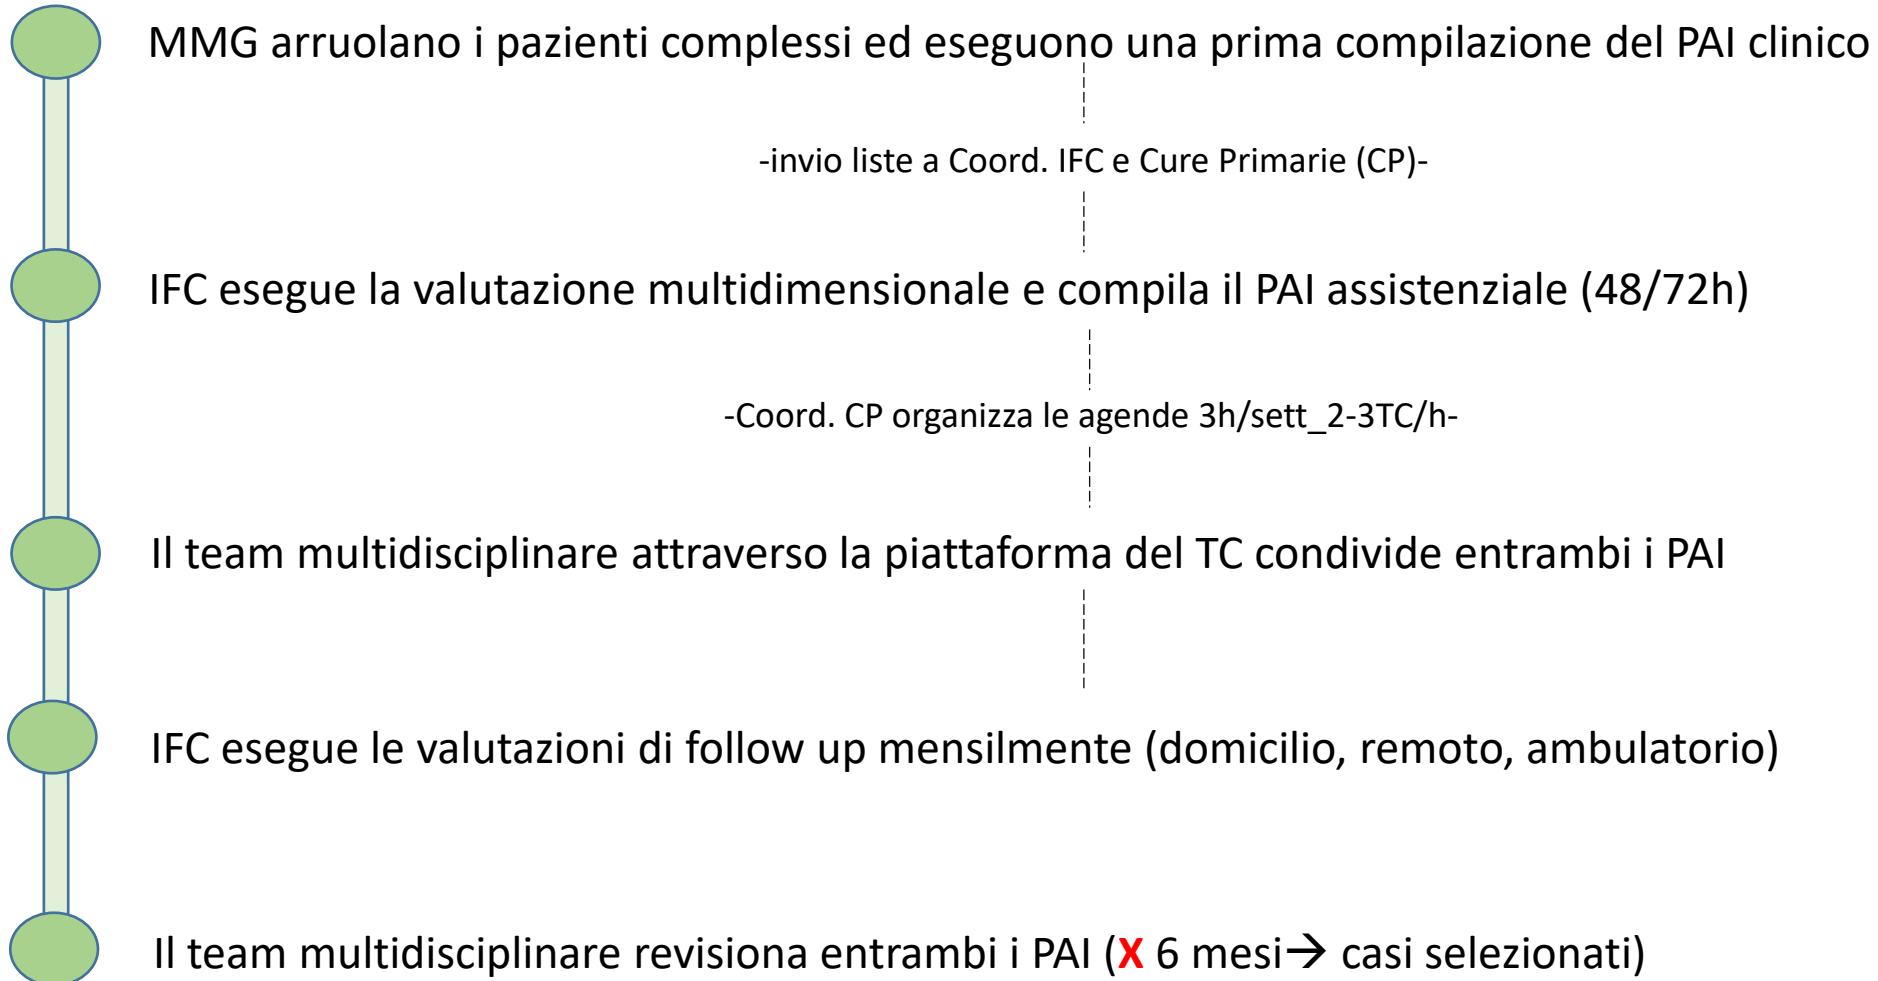 MMG arruolano i pazienti complessi ed eseguono una prima compilazione del PAI clinico
-invio liste a Coord. IFC e Cure Primarie (CP)-
IFC esegue la valutazione multidimensionale e compila il PAI assistenziale (48/72h)
-Coord. CP organizza le agende 3h/sett_2-3TC/h-
Il team multidisciplinare attraverso la piattaforma del TC condivide entrambi i PAI
IFC esegue le valutazioni di follow up mensilmente (domicilio, remoto, ambulatorio)
Il team multidisciplinare revisiona entrambi i PAI (X 6 mesi→ casi selezionati)